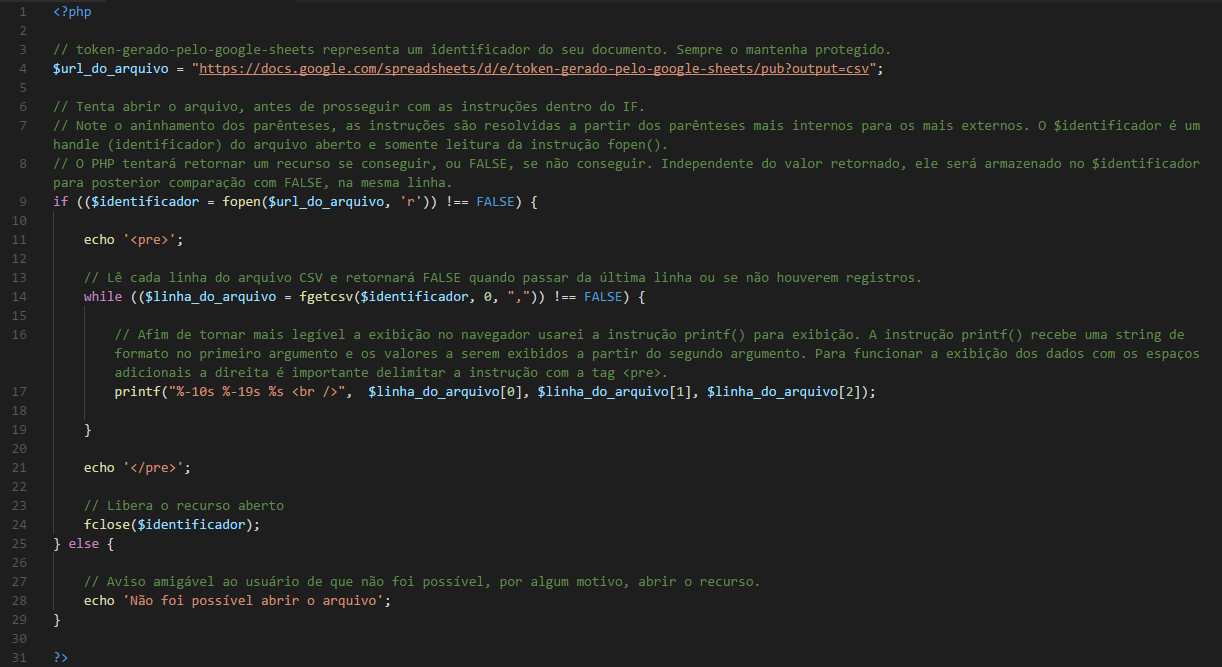 1 <?php
2
3 // token-gerado-pelo-google-sheets representa um identificador do seu documento. Sempre o mantenha protegido.
4 $url_do_arquivo = "https://docs.google.com/spreadsheets/d/e/token-gerado-pelo-google-sheets/pub?output=csv";
5
6 // Tenta abrir o arquivo, antes de prosseguir com as instruções dentro do IF.
7 // Note o aninhamento dos parênteses, as instruções são resolvidas a partir dos parênteses mais internos para os mais externos. O $identificador é um
handle (identificador) do arquivo aberto e somente leitura da instrução fopen().
8 // O PHP tentará retornar um recurso se conseguir, ou FALSE, se não conseguir. Independente do valor retornado, ele será armazenado no $identificador
para posterior comparação com FALSE, na mesma linha.
9 if (($identificador = fopen($url_do_arquivo, 'r')) !== FALSE) {
10
11     echo '<pre>';
12
13     // Lê cada linha do arquivo CSV e retornará FALSE quando passar da última linha ou se não houverem registros.
14     while (($linha_do_arquivo = fgetcsv($identificador, 0, ",")) !== FALSE) {
15
16         // Afim de tornar mais legível a exibição no navegador usarei a instrução printf() para exibição. A instrução printf() recebe uma string de
        formato no primeiro argumento e os valores a serem exibidos a partir do segundo argumento. Para funcionar a exibição dos dados com os espaços
        adicionais a direita é importante delimitar a instrução com a tag <pre>.
17         printf("%-10s %-19s %s <br />",  $linha_do_arquivo[0], $linha_do_arquivo[1], $linha_do_arquivo[2]);
18
19     }
20
21     echo '</pre>';
22
23     // Libera o recurso aberto
24     fclose($identificador);
25 } else {
26
27     // Aviso amigável ao usuário de que não foi possível, por algum motivo, abrir o recurso.
28     echo 'Não foi possível abrir o arquivo';
29 }
30
31 ?>